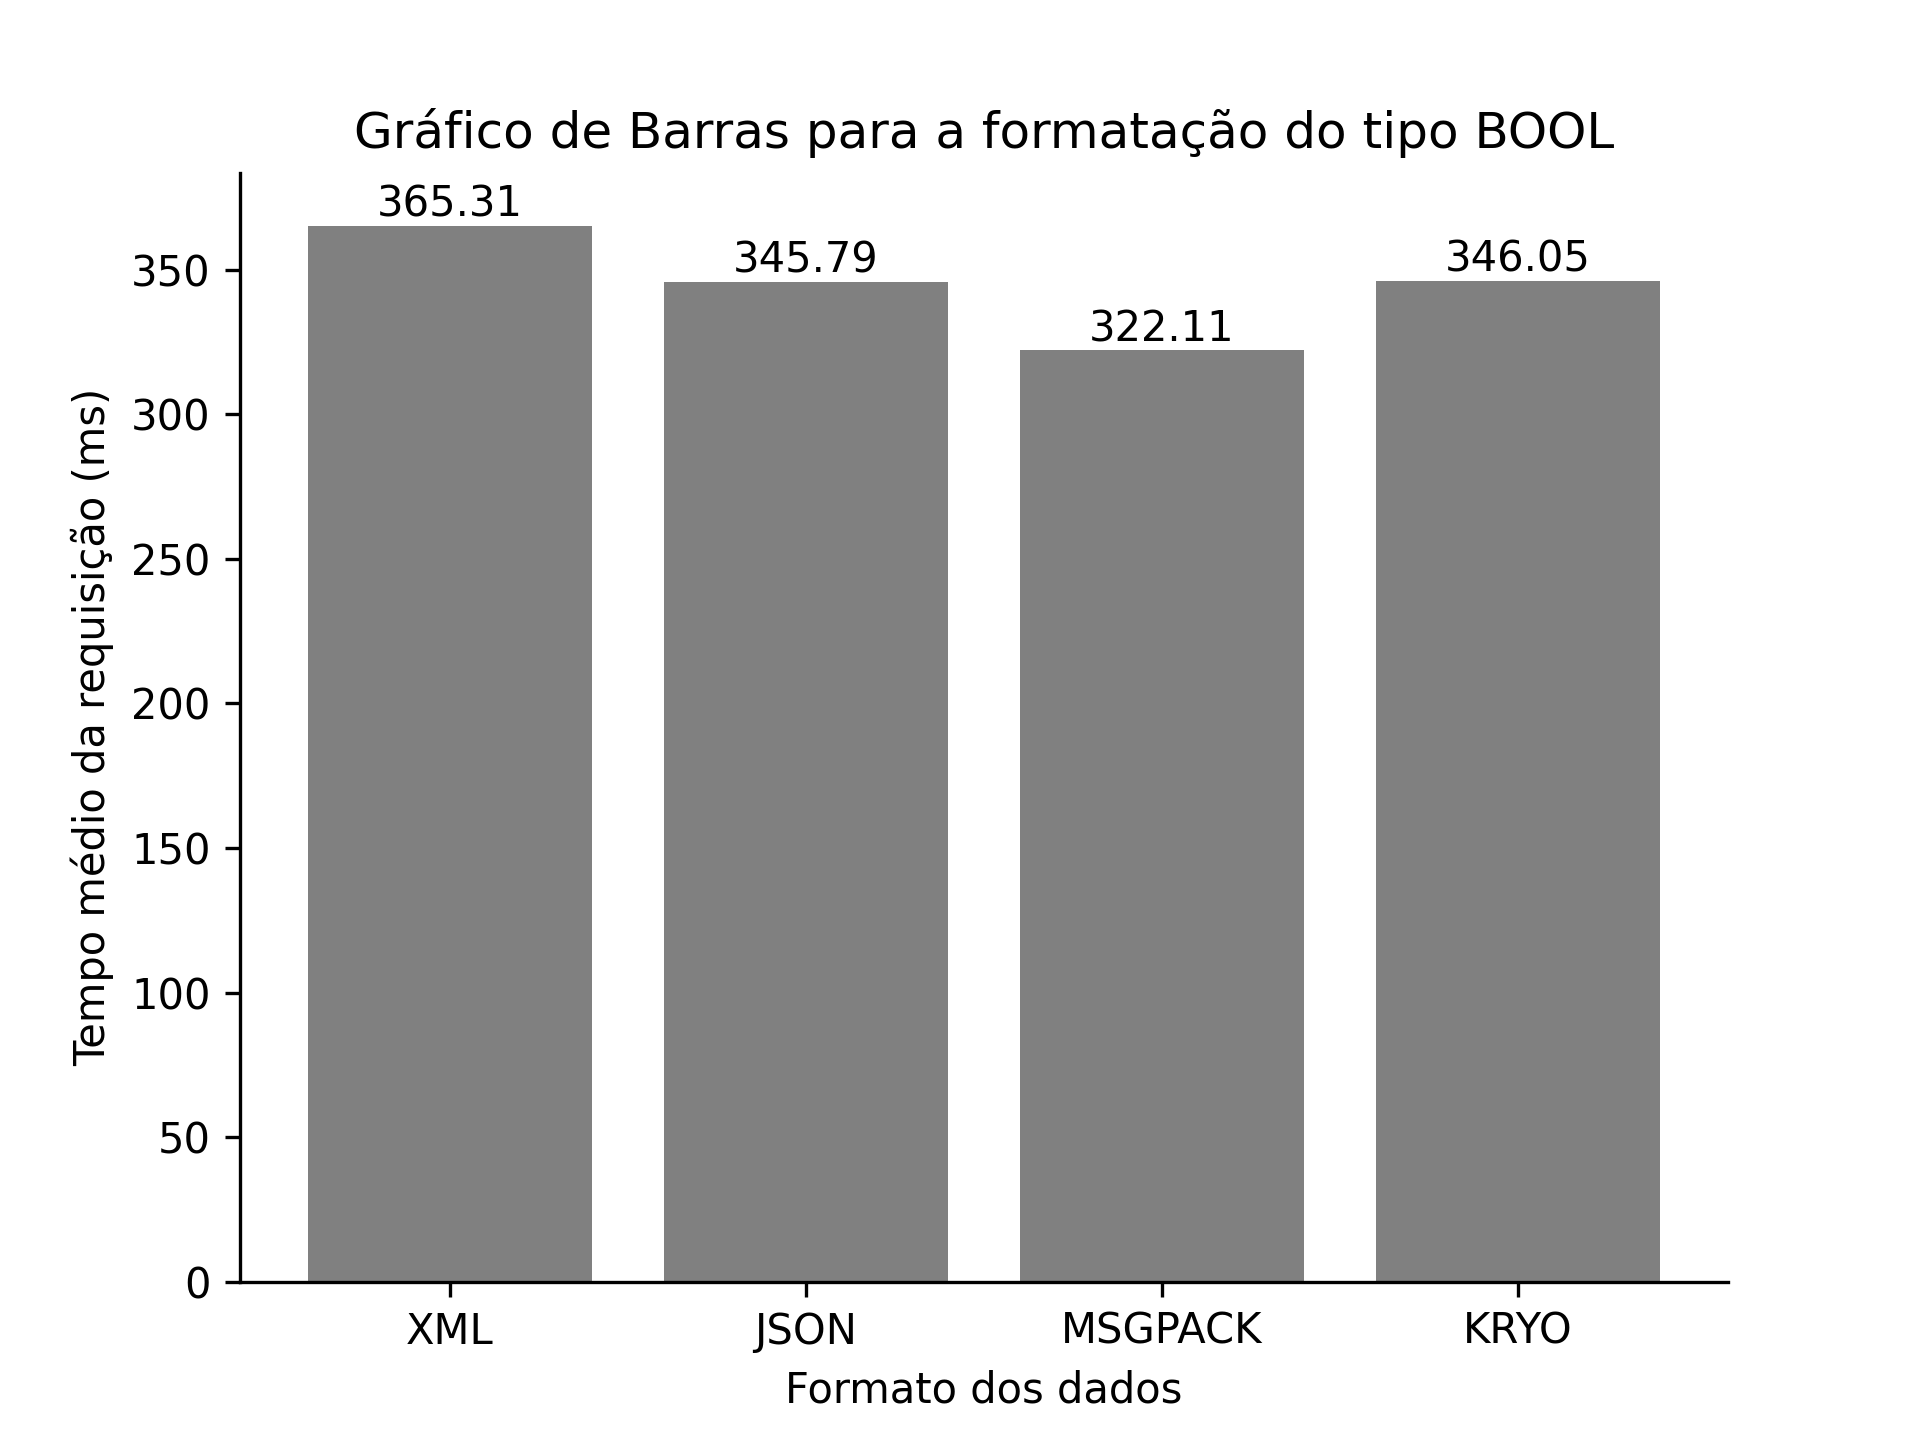 Gráfico de Barras para a formatação do tipo BOOL
365.31
345.79
322.11
346.05
Tempo médio da requisição (ms)
350
300
250
200
150
100
50
0
XML
JSON
MSGPACK
KRYO
Formato dos dados